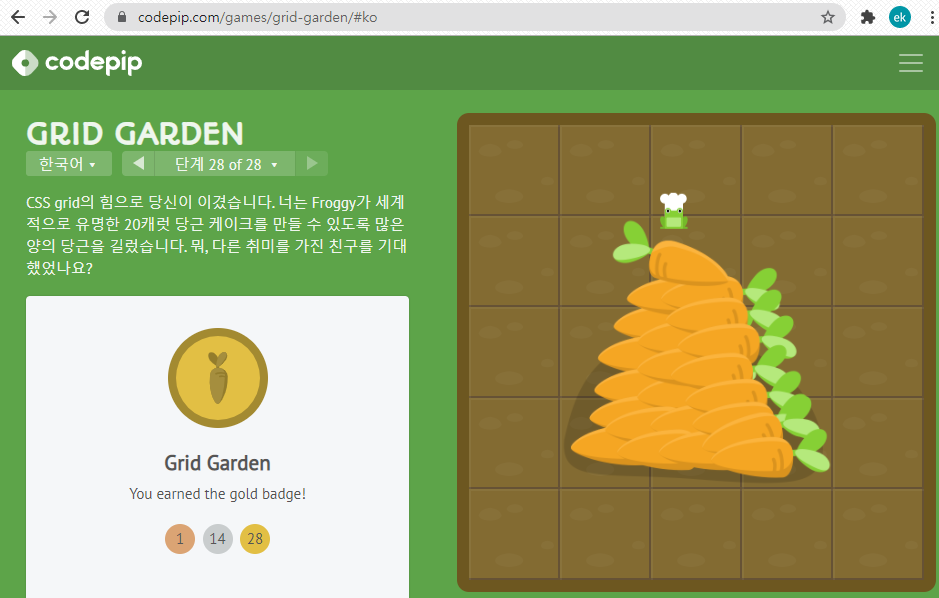 codepip.com/games/grid-garden/#ko
ek
codepip
GRID GARDEN
한국어
단계 28 of 28
CSS grid의 힘으로 당신이 이겼습니다. 너는 Froggy가 세계
적으로 유명한 20캐럿 당근 케이크를 만들 수 있도록 많은
양의 당근을 길렀습니다. 뭐, 다른 취미를 가진 친구를 기대
했었나요?
Grid Garden
You earned the gold badge!
1 14 28